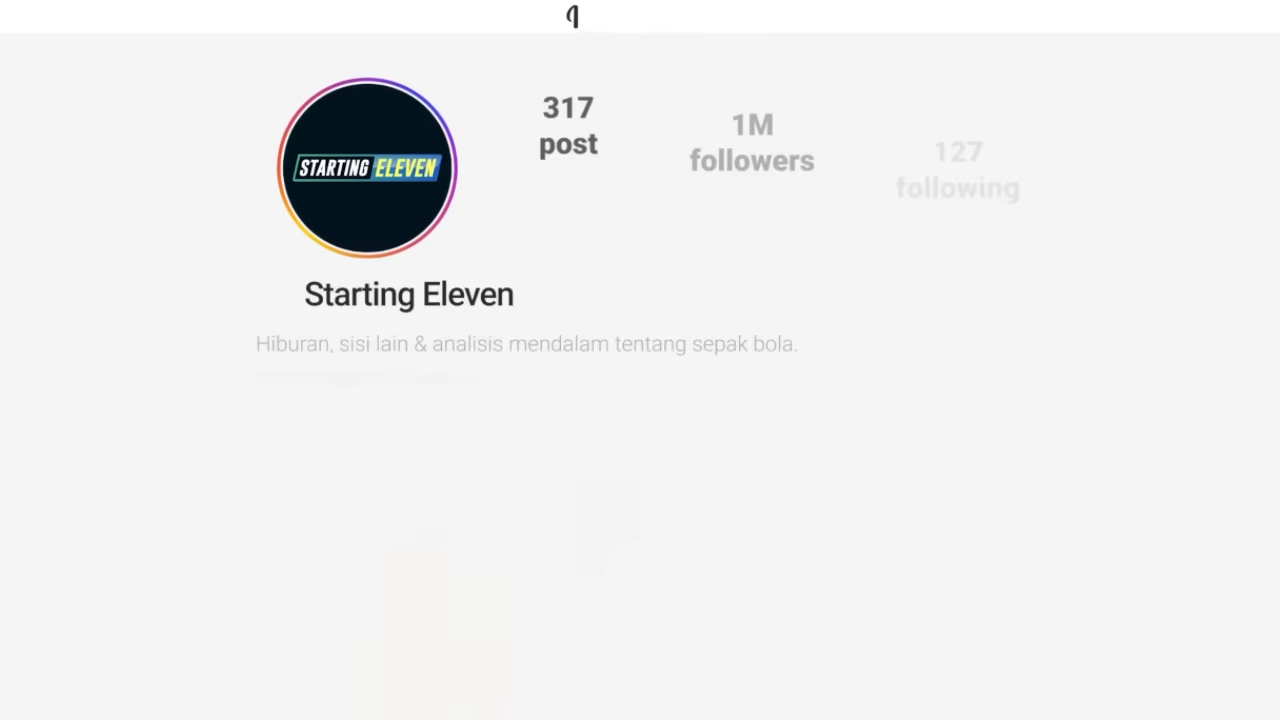 STARTING ELEVEN
317
post
1M
followers
127
following
Starting Eleven
Hiburan, sisi lain & analisis mendalam tentang sepak bola.